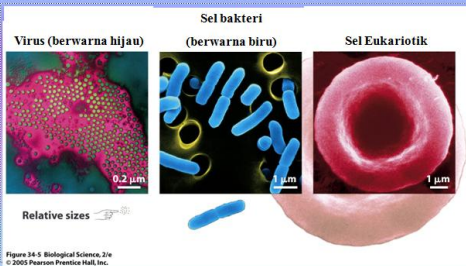 Virus (berwarna hijau)
Sel bakteri
(berwarna biru)
Sel Eukariotik
0.2 µm
1 µm
1 µm
Relative sizes
Figure 34-5 Biological Science, 2/e
© 2005 Pearson Prentice Hall, Inc.